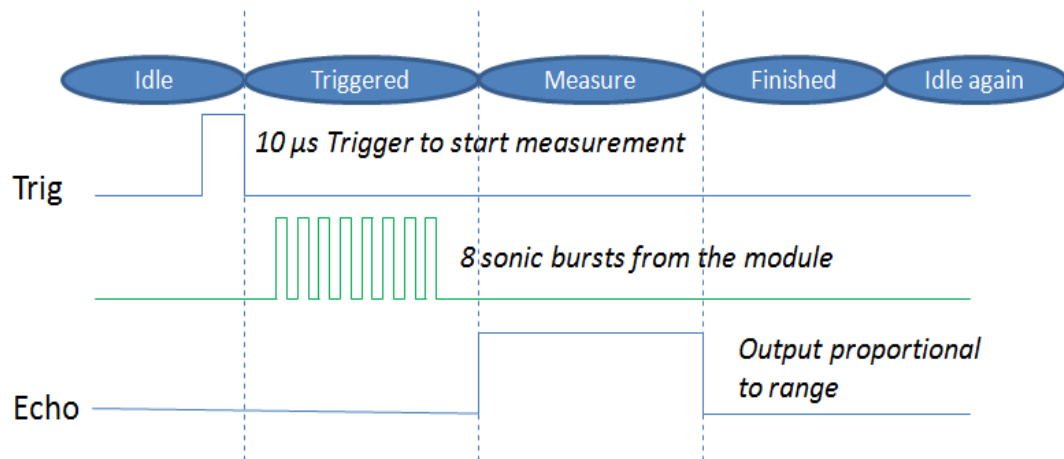 Idle
Triggered
Measure
Finished
Idle again
10 μs Trigger to start measurement
Trig
8 sonic bursts from the module
Output proportional
to range
Echo